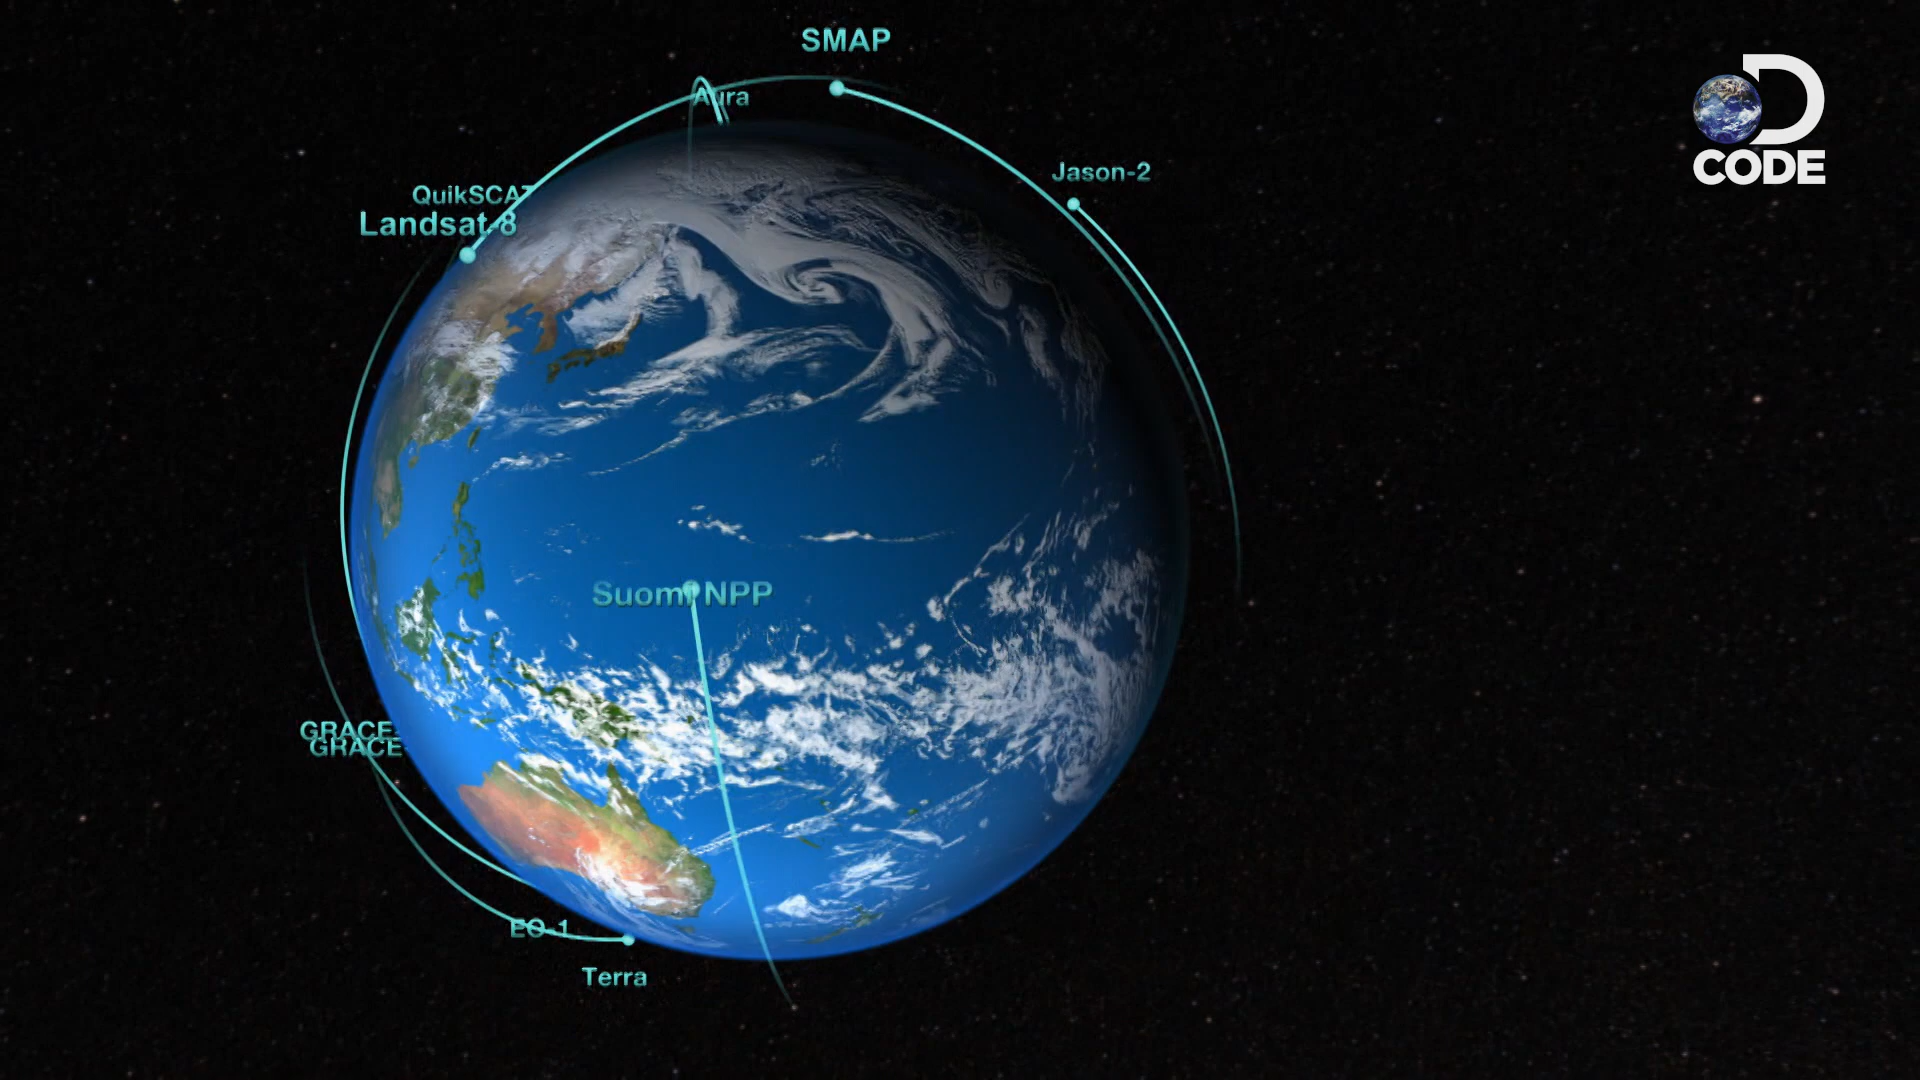 SMAP
Aura
CODE
Jason-2
QuikSCAT
Landsat-8
Suomi NPP
GRACE-
GRACE
EO-1
Terra